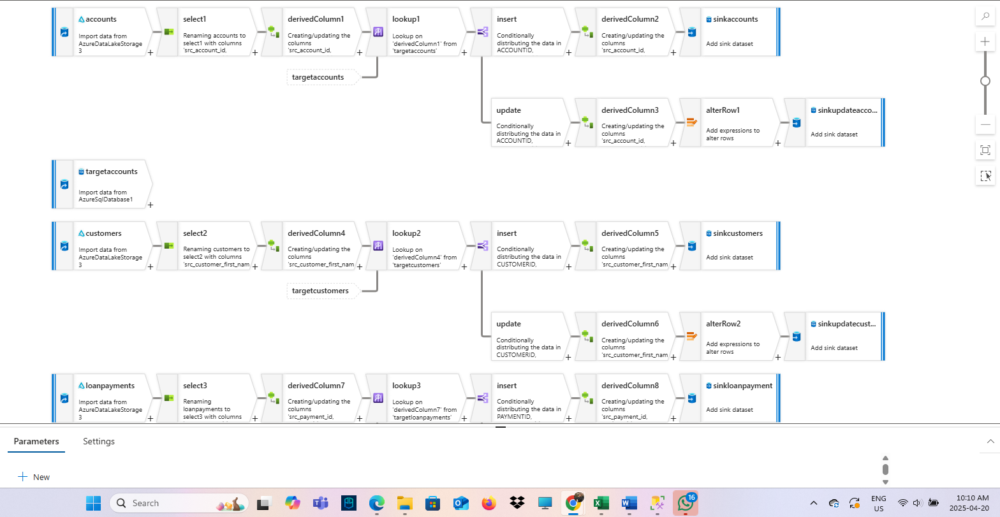 accounts
Import data from
AzureDataLakeStorage
3
select1
Renaming accounts to
select1 with columns
'src_account_id,
derivedColumn1
Creating/updating the
columns
'src_account_id,
lookup1
Lookup on
'derivedColumn1' from
'targetaccounts'
insert
Conditionally
distributing the data in
ACCOUNTID,
derivedColumn2
Creating/updating the
columns
'src_account_id,
sinkaccounts
Add sink dataset
targetaccounts
update
Conditionally
distributing the data in
ACCOUNTID,
derivedColumn3
Creating/updating the
columns
'src_account_id,
alterRow1
Add expressions to
alter rows
sinkupdateacco...
Add sink dataset
targetaccounts
Import data from
AzureSqlDatabase1
customers
Import data from
AzureDataLakeStorage
3
select2
Renaming customers to
select2 with columns
'src_customer_first_nam
derivedColumn4
Creating/updating the
columns
'src_customer_first_nam
lookup2
Lookup on
'derivedColumn4' from
'targetcustomers'
insert
Conditionally
distributing the data in
CUSTOMERID,
derivedColumn5
Creating/updating the
columns
'src_customer_first_nam
sinkcustomers
Add sink dataset
targetcustomers
update
Conditionally
distributing the data in
CUSTOMERID,
derivedColumn6
Creating/updating the
columns
'src_customer_first_nam
alterRow2
Add expressions to
alter rows
sinkupdatecust...
Add sink dataset
loanpayments
Import data from
AzureDataLakeStorage
3
select3
Renaming
loanpayments to
select3 with columns
derivedColumn7
Creating/updating the
columns
'src_payment_id,
lookup3
Lookup on
'derivedColumn7' from
'targetloanpayments'
insert
Conditionally
distributing the data in
PAYMENTID,
derivedColumn8
Creating/updating the
columns
'src_payment_id,
sinkloanpayment
Add sink dataset
Parameters
Settings
New
Search
16
ENG
US
10:10 AM
2025-04-20